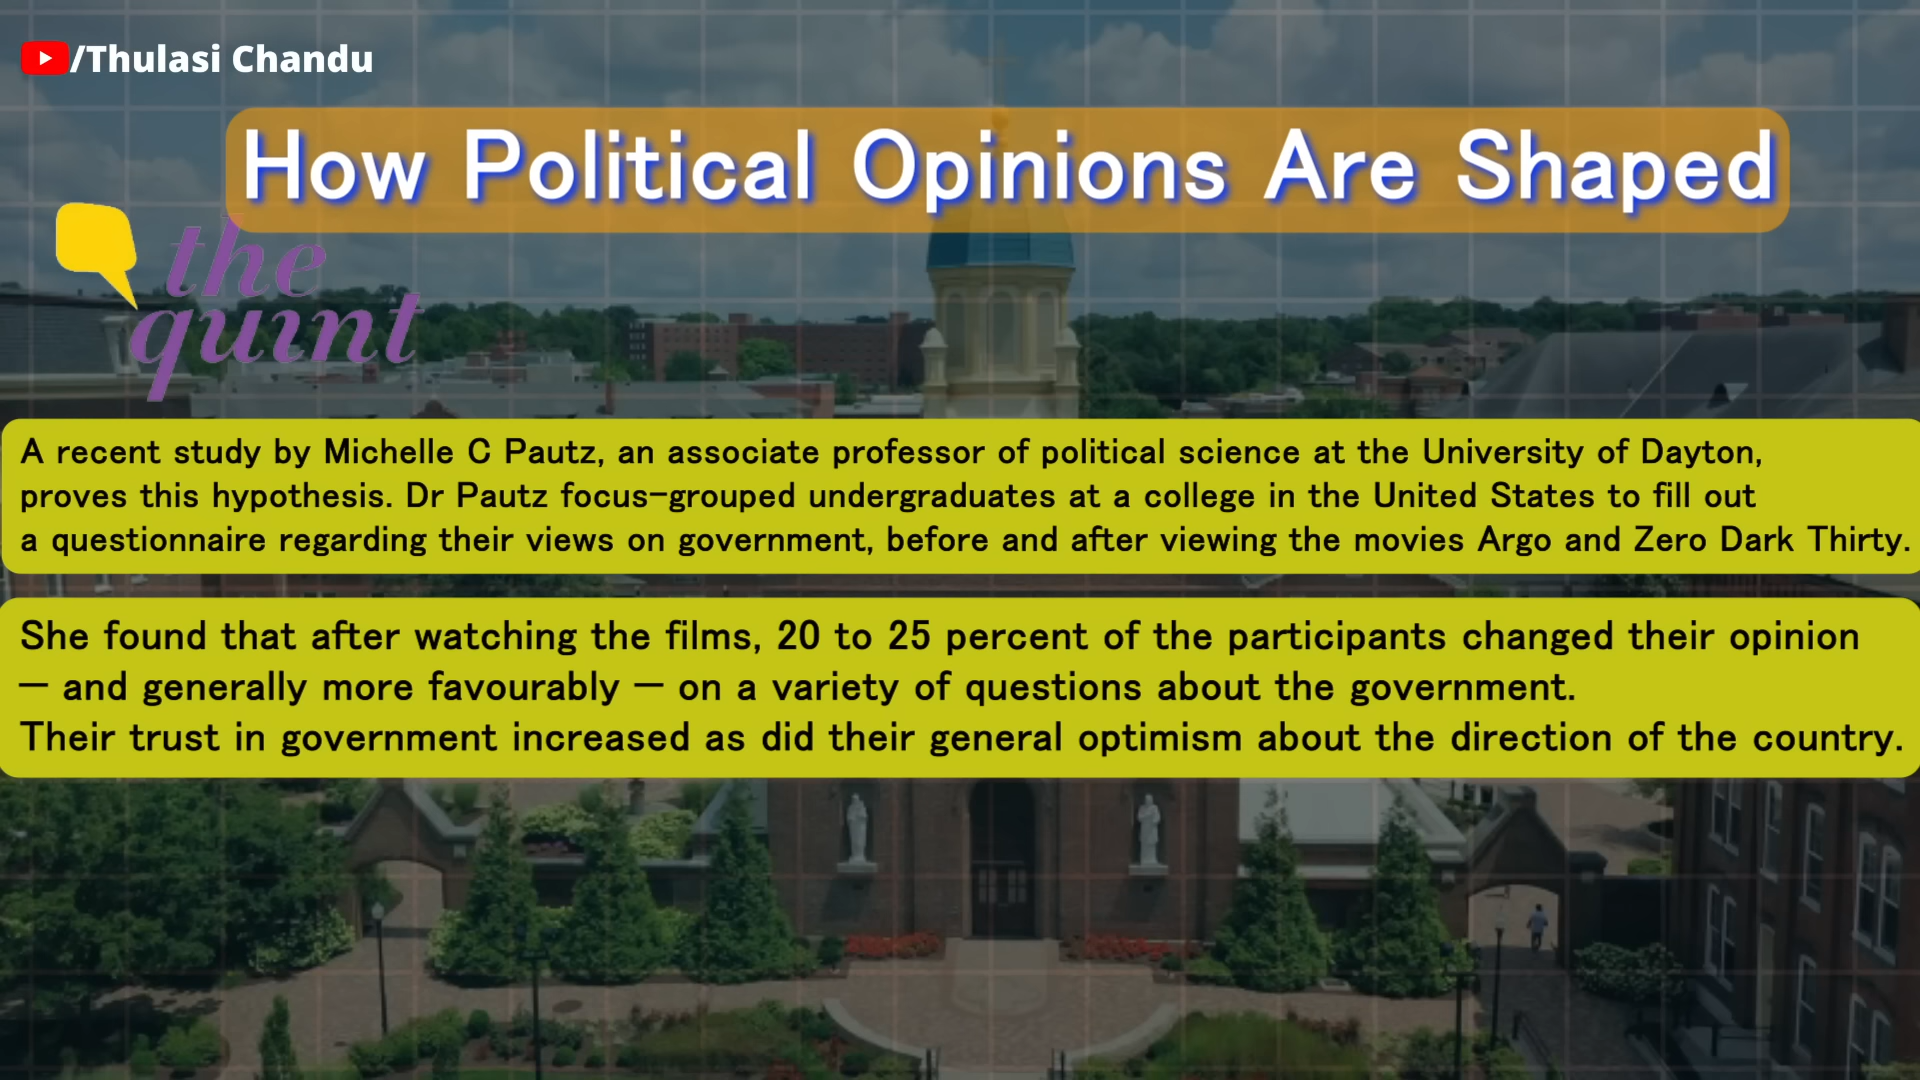 /Thulasi Chandu
How Political Opinions Are Shaped
the
quint
A recent study by Michelle C Pautz, an associate professor of political science at the University of Dayton,
proves this hypothesis. Dr Pautz focus-grouped undergraduates at a college in the United States to fill out
a questionnaire regarding their views on government, before and after viewing the movies Argo and Zero Dark Thirty.
She found that after watching the films, 20 to 25 percent of the participants changed their opinion
— and generally more favourably — on a variety of questions about the government.
Their trust in government increased as did their general optimism about the direction of the country.